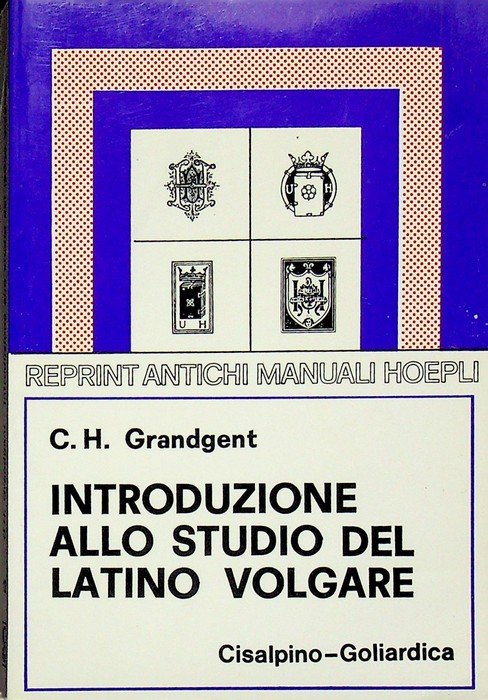 U H
U H
REPRINT ANTICHI MANUALI HOEPLI
C. H. Grandgent
INTRODUZIONE
ALLO STUDIO DEL
LATINO VOLGARE
Cisalpino-Goliardica